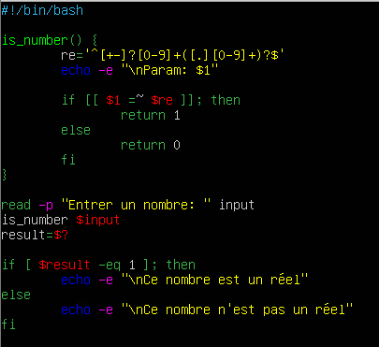 #!/bin/bash
is_number() {
re='^[+-]?[0-9]+([.][0-9]+)?$'
echo -e "\nParam: $1"
if [[ $1 =~ $re ]]; then
return 1
else
return 0
fi
}
read -p "Entrer un nombre: " input
is_number $input
result=$?
if [ $result -eq 1 ]; then
echo -e "\nCe nombre est un réel"
else
echo -e "\nCe nombre n'est pas un réel"
fi